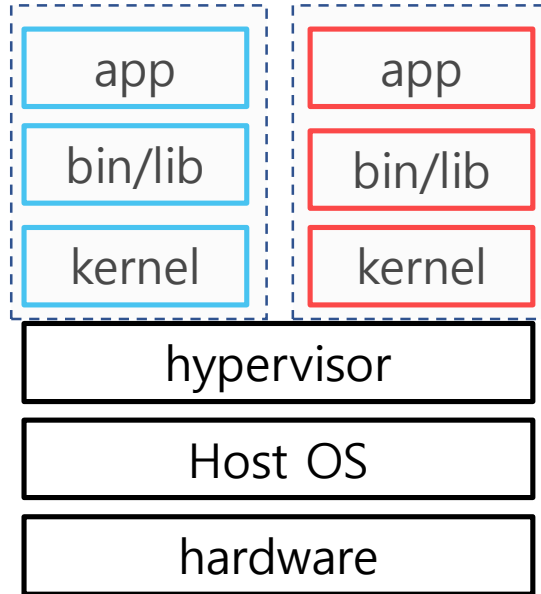 app
app
bin/lib
bin/lib
kernel
kernel
hypervisor
Host OS
hardware